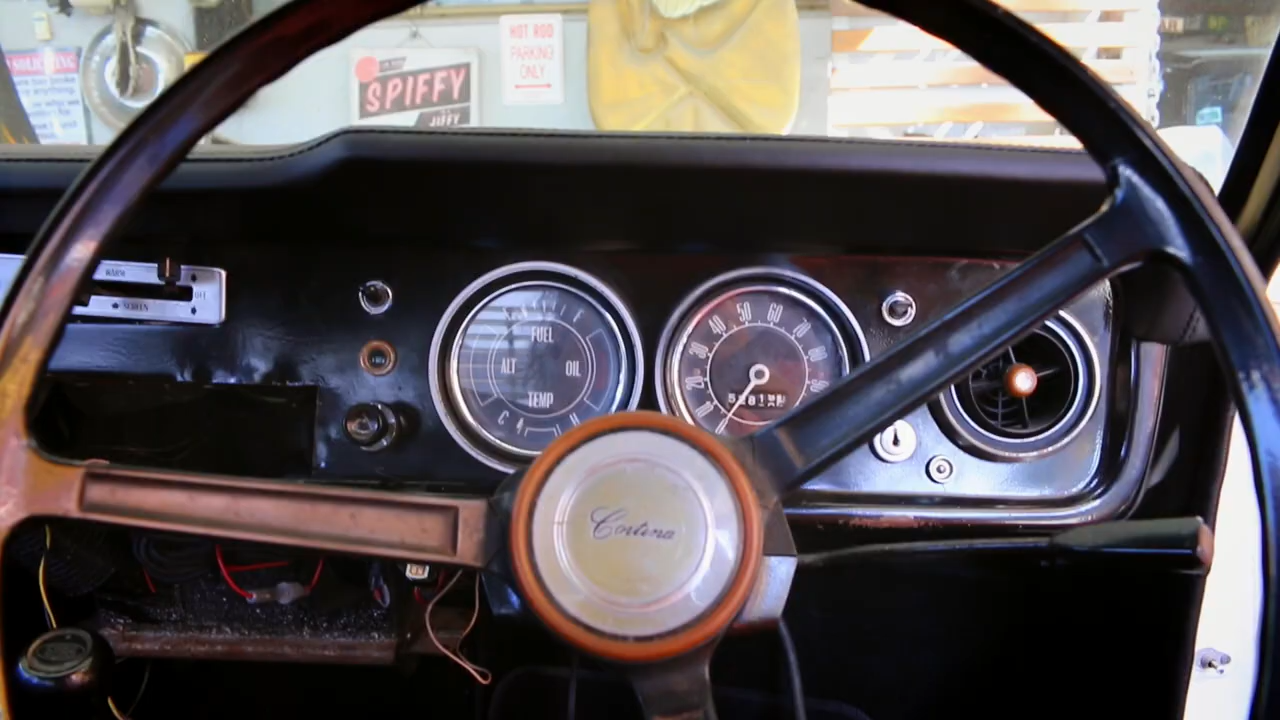 SOLICITING
SPIFFY
JIFFY
HOT ROD
PARKING
ONLY
WARM
OFF
SCREEN
FUEL
ALT
OIL
TEMP
C
H
E
10
20
30
40
50
60
70
80
Cortina